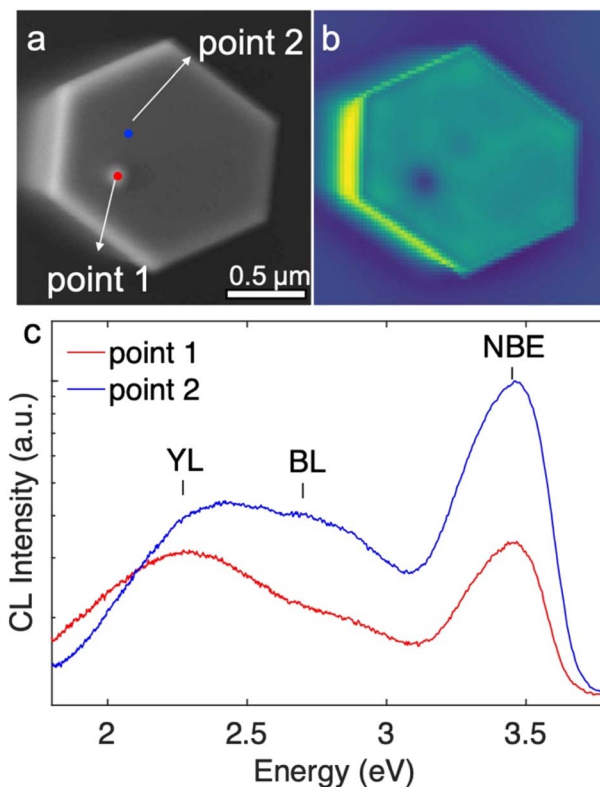 a
point 2
point 1
0.5 μm
b
c
point 1
point 2
YL
BL
NBE
CL Intensity (a.u.)
2
2.5
3
3.5
Energy (eV)